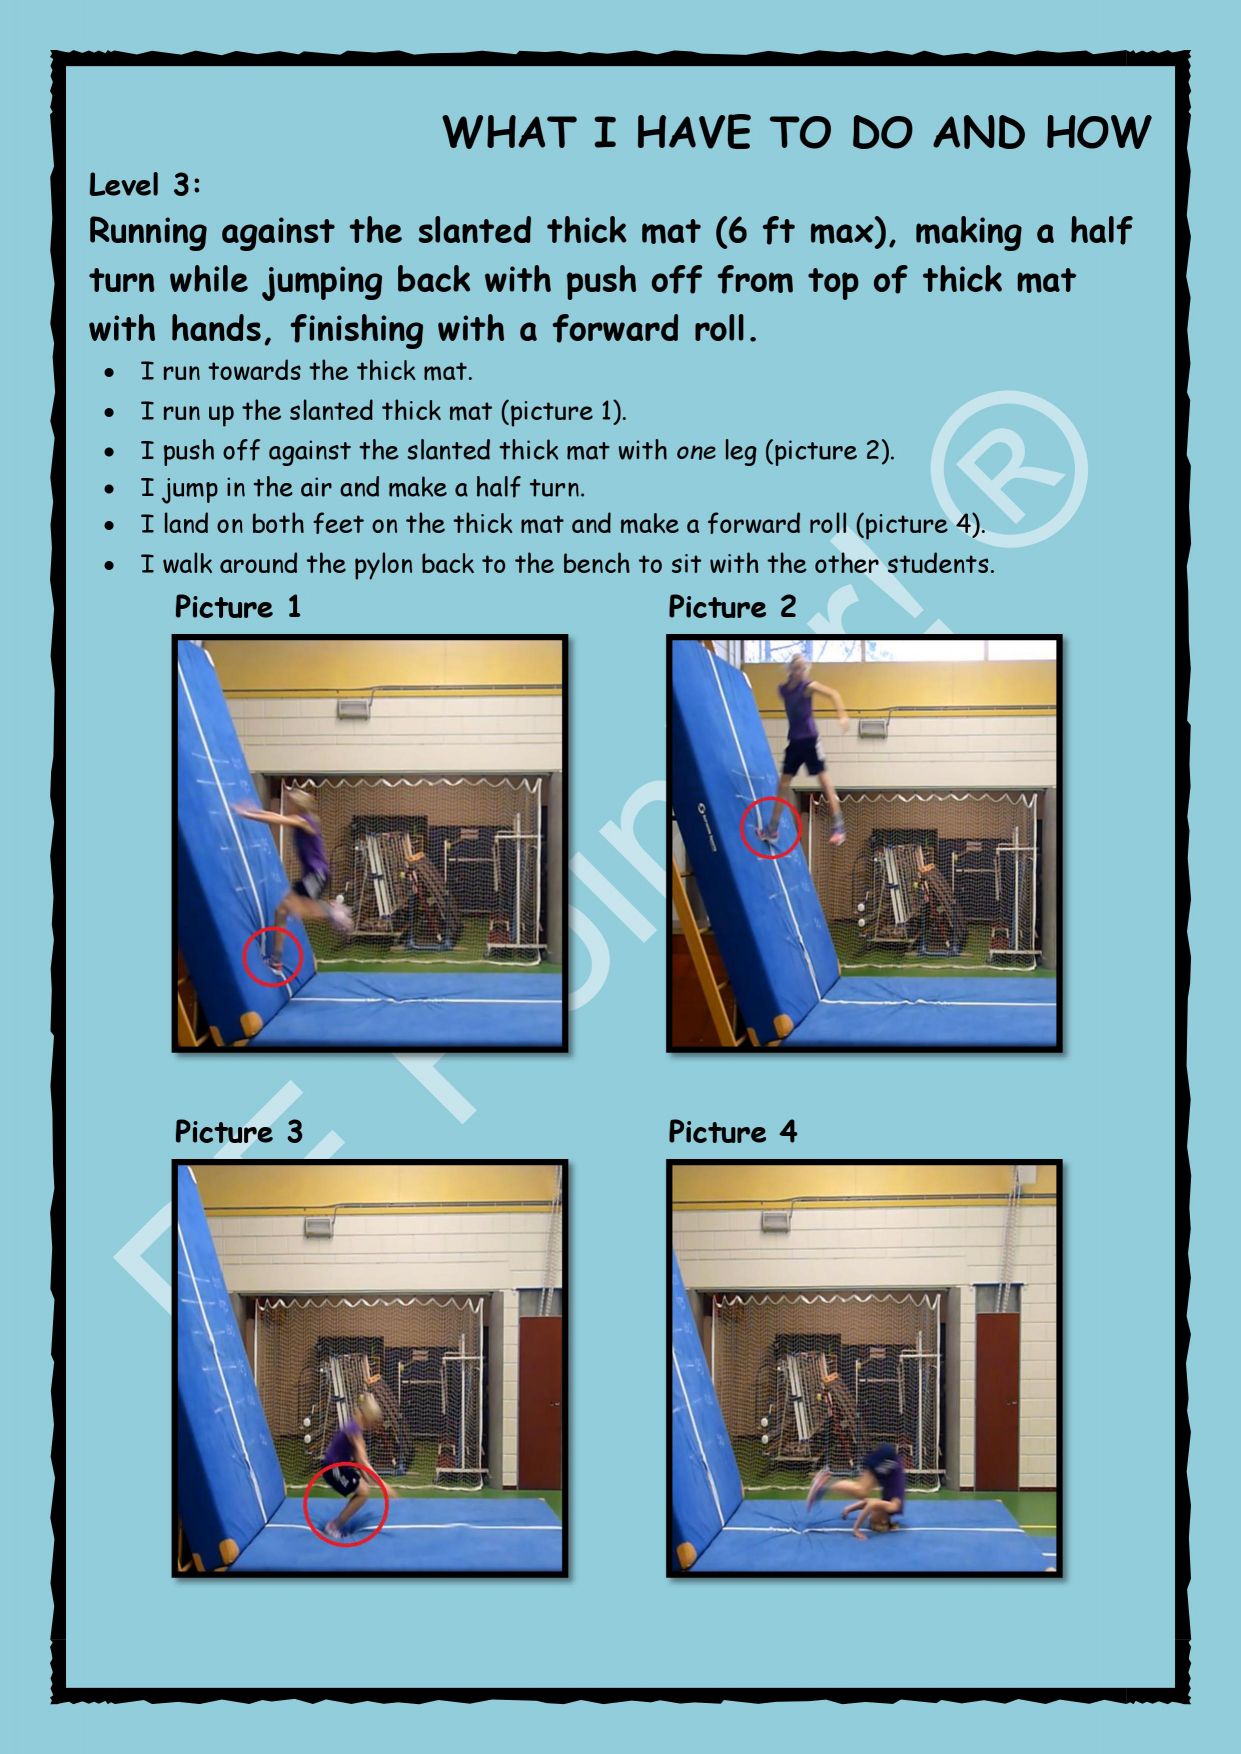 WHAT I HAVE TO DO AND HOW
Level 3:
Running against the slanted thick mat (6 ft max), making a half
turn while jumping back with push off from top of thick mat
with hands, finishing with a forward roll.
• I run towards the thick mat.
• I run up the slanted thick mat (picture 1).
• I push off against the slanted thick mat with one leg (picture 2).
• I jump in the air and make a half turn.
• I land on both feet on the thick mat and make a forward roll (picture 4).
• I walk around the pylon back to the bench to sit with the other students.
Picture 1
Picture 2
Picture 3
Picture 4